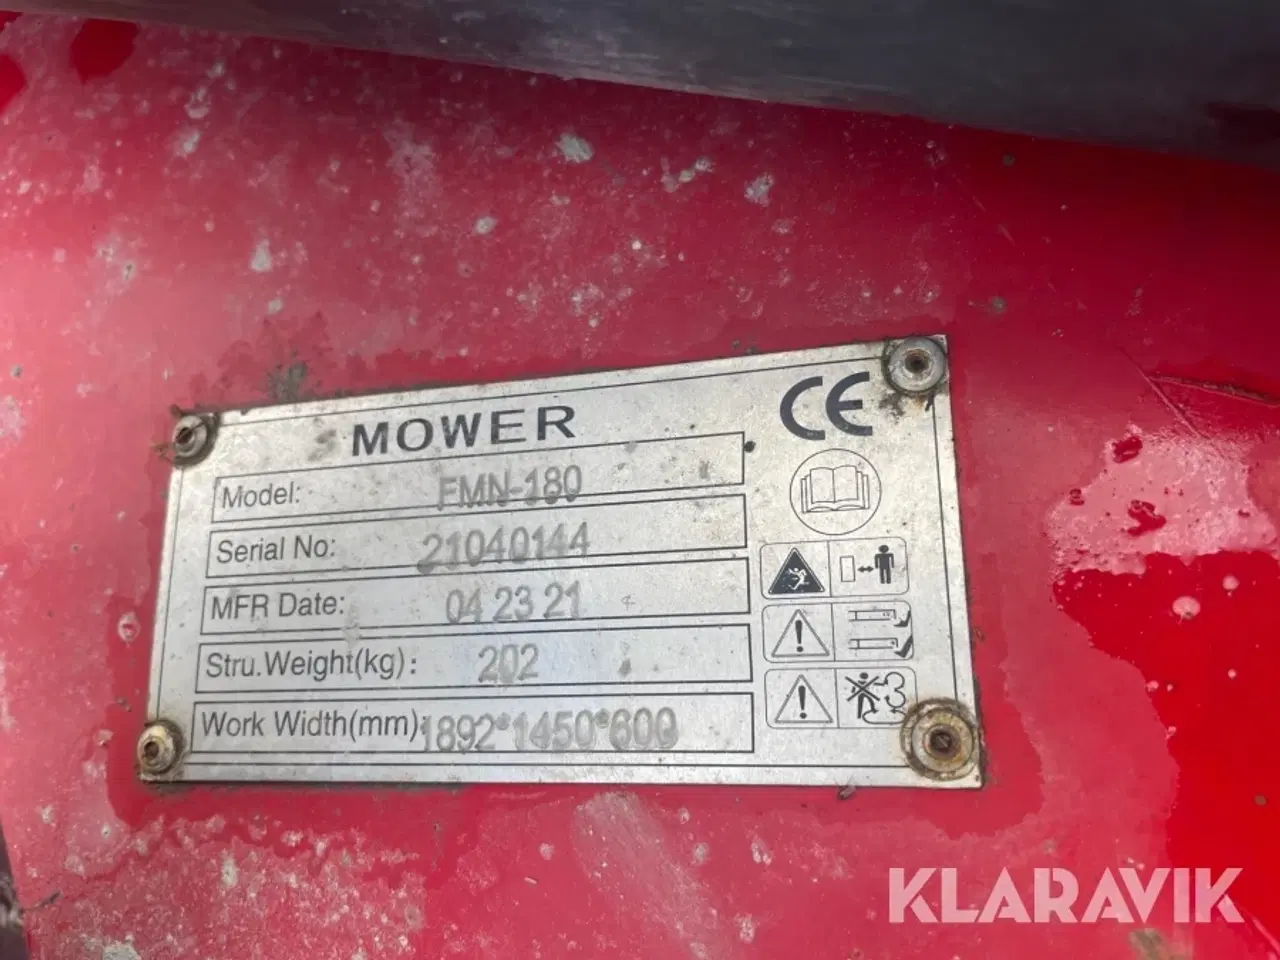 MOWER
CE
Model: FMN-180
Serial No: 21040144
MFR Date: 04 23 21
Stru.Weight(kg): 202
Work Width(mm): 1892*1450*600
KLARAVIK